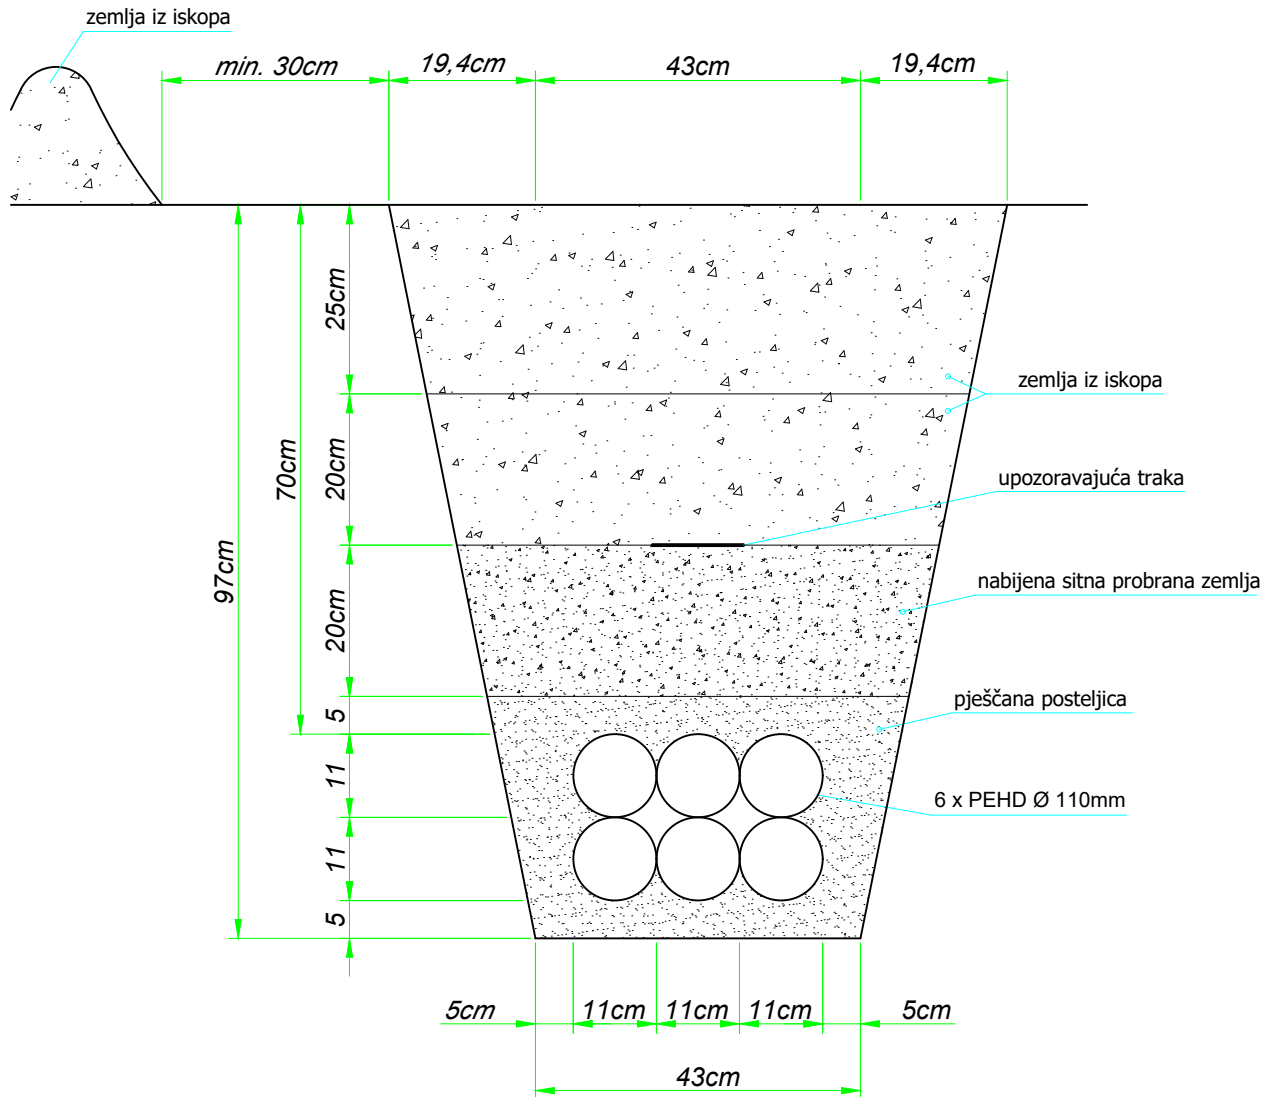 zemlja iz iskopa
min. 30cm
19,4cm
43cm
19,4cm
25cm
20cm
70cm
97cm
20cm
5
11
11
5
zemlja iz iskopa
upozoravajuća traka
nabijena sitna probrana zemlja
pješčana posteljica
6 x PEHD Ø 110mm
5cm
11cm
11cm
11cm
5cm
43cm